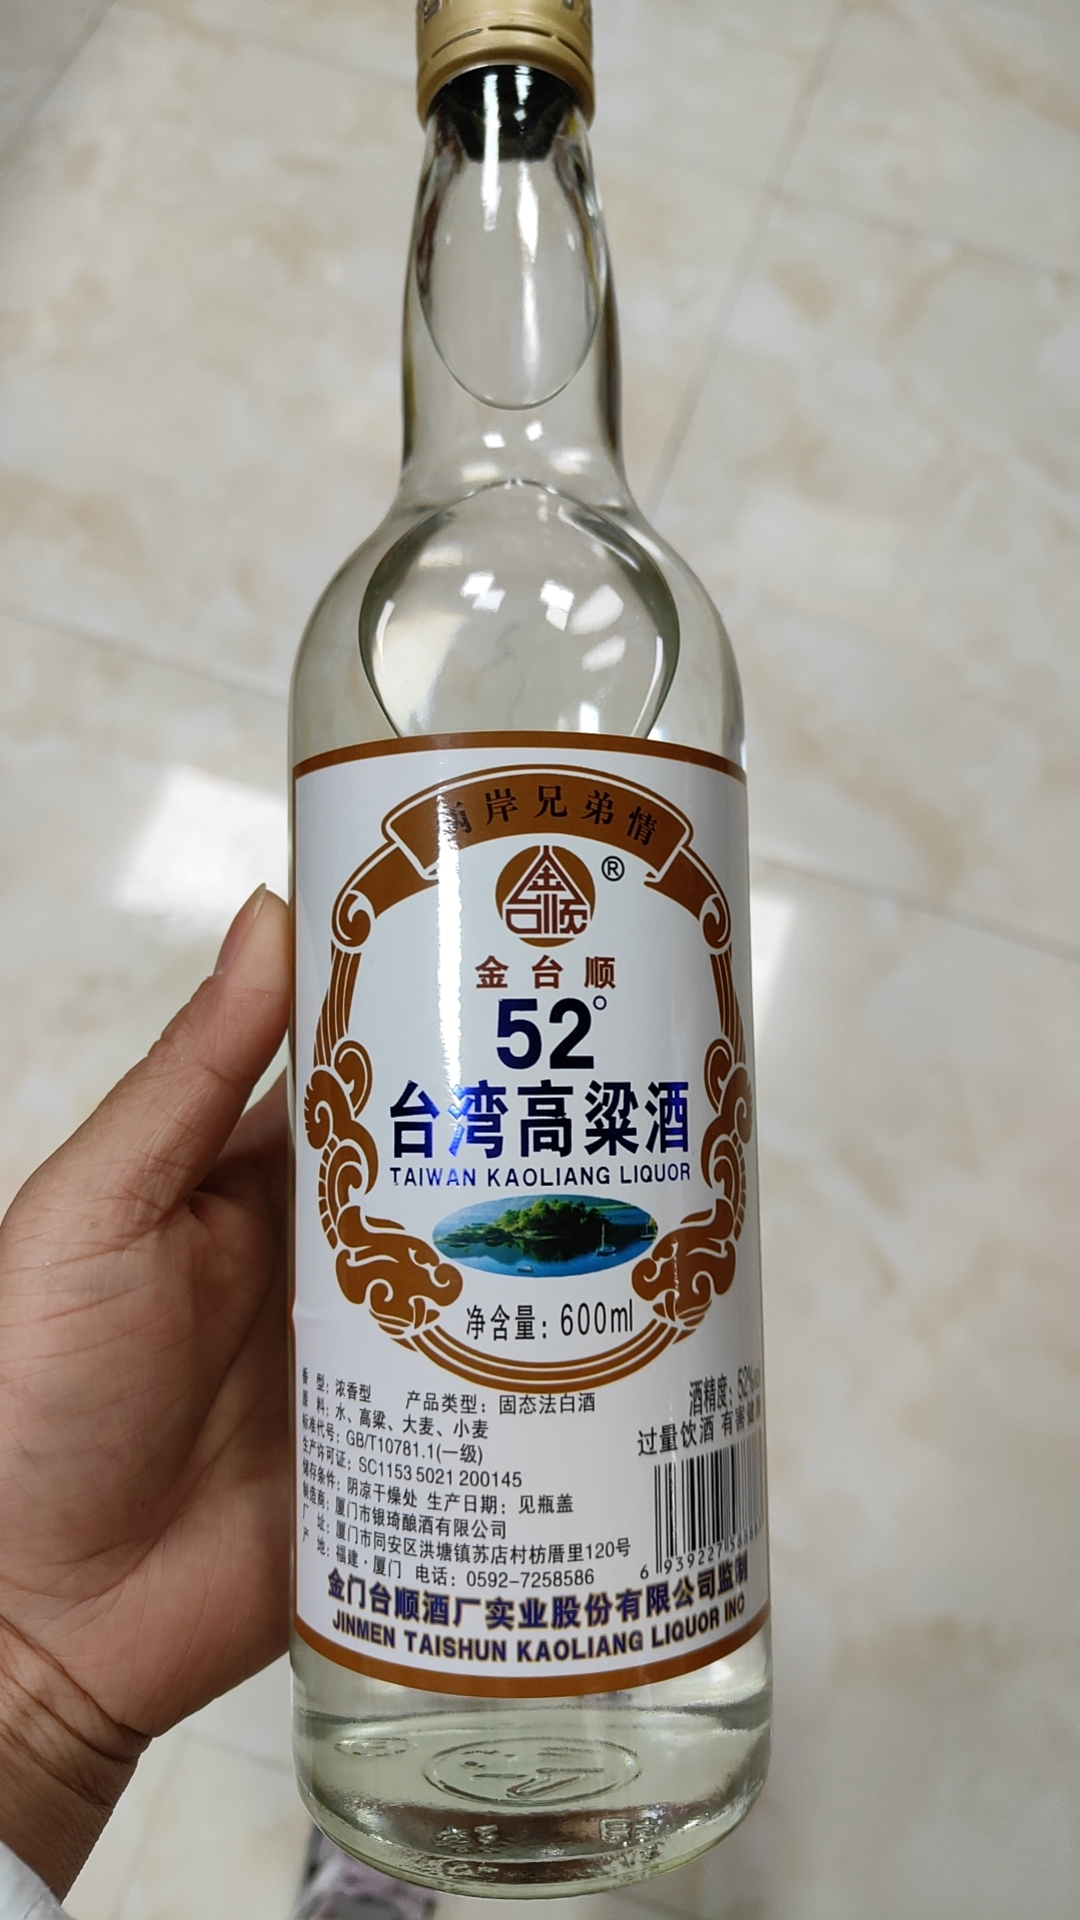 两岸兄弟情
金台顺
®
金台顺
52°
台湾高粱酒
TAIWAN KAOLIANG LIQUOR
净含量：600ml
香 型：浓香型 产品类型：固态法白酒
原 料：水、高粱、大麦、小麦
标准代号：GB/T10781.1(一级)
生产许可证：SC1153 5021 200145
储存条件：阴凉干燥处 生产日期：见瓶盖
制造商：厦门市银琦酿酒有限公司
厂 址：厦门市同安区洪塘镇苏店村枋厝里120号
产 地：福建·厦门 电话：0592-7258586
酒精度：52%vol
过量饮酒 有害健康
6 939227
金门台顺酒厂实业股份有限公司监制
JINMEN TAISHUN KAOLIANG LIQUOR INC